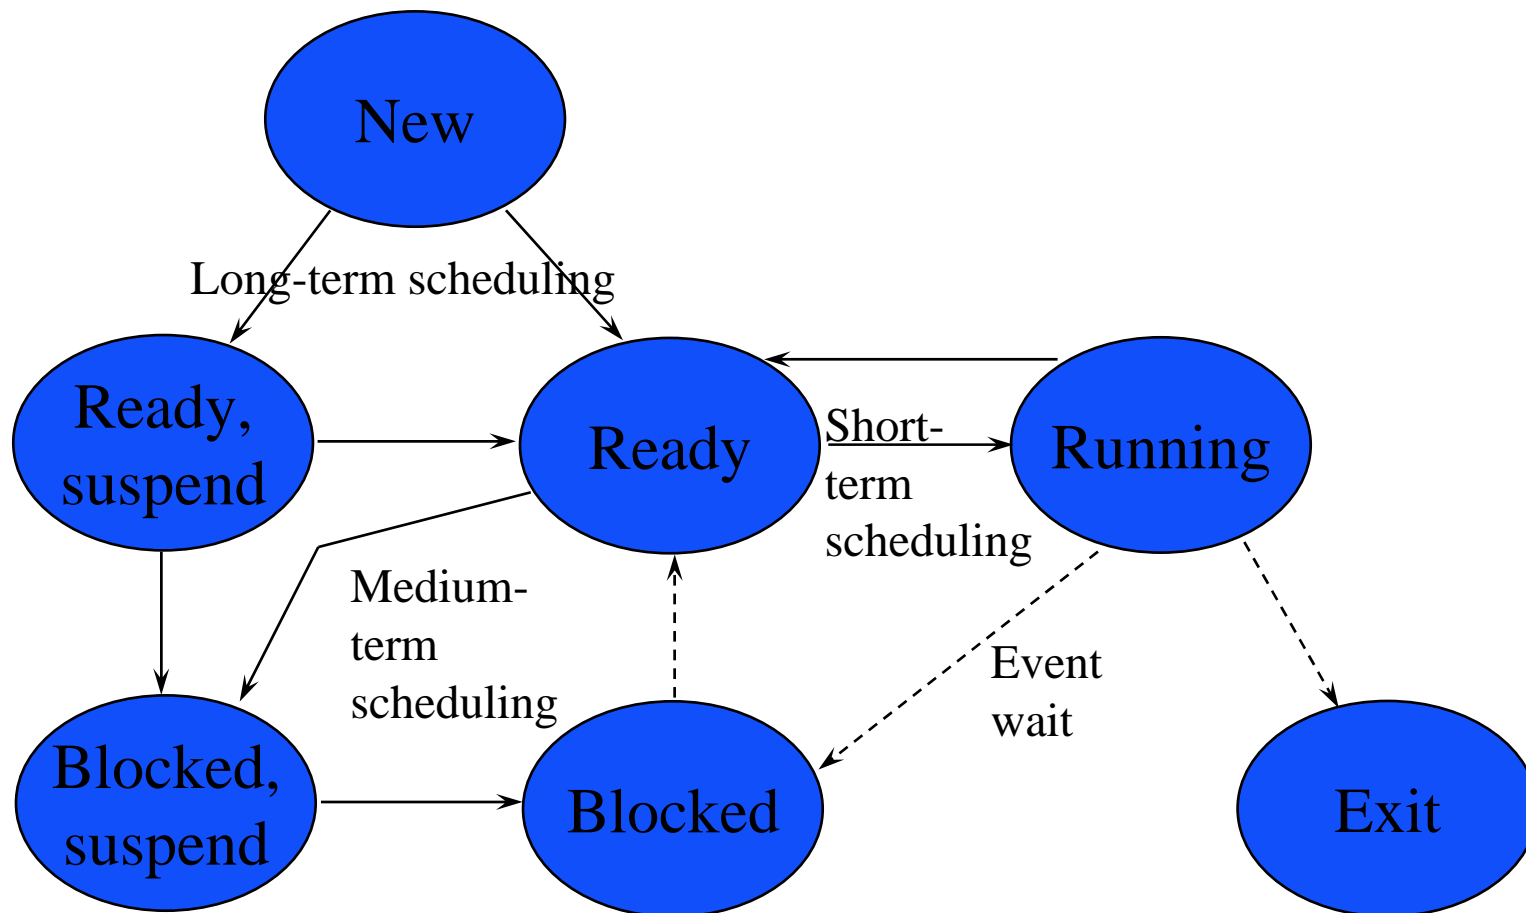 New
Long-term scheduling
Ready,
suspend
Ready
Short-
term
scheduling
Running
Medium-
term
scheduling
Event
wait
Blocked,
suspend
Blocked
Exit